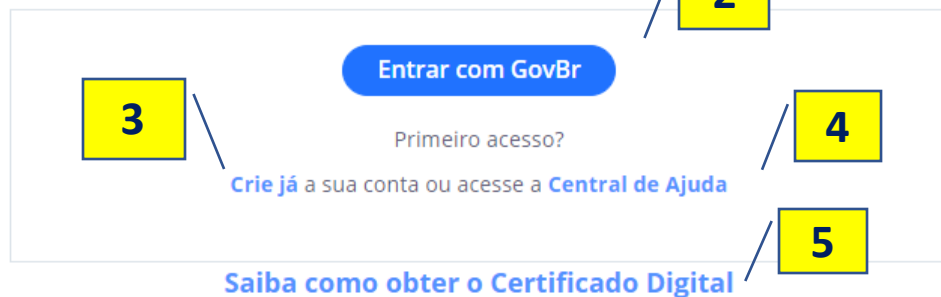 2
Entrar com GovBr
3
4
Primeiro acesso?
Crie já a sua conta ou acesse a Central de Ajuda
5
Saiba como obter o Certificado Digital